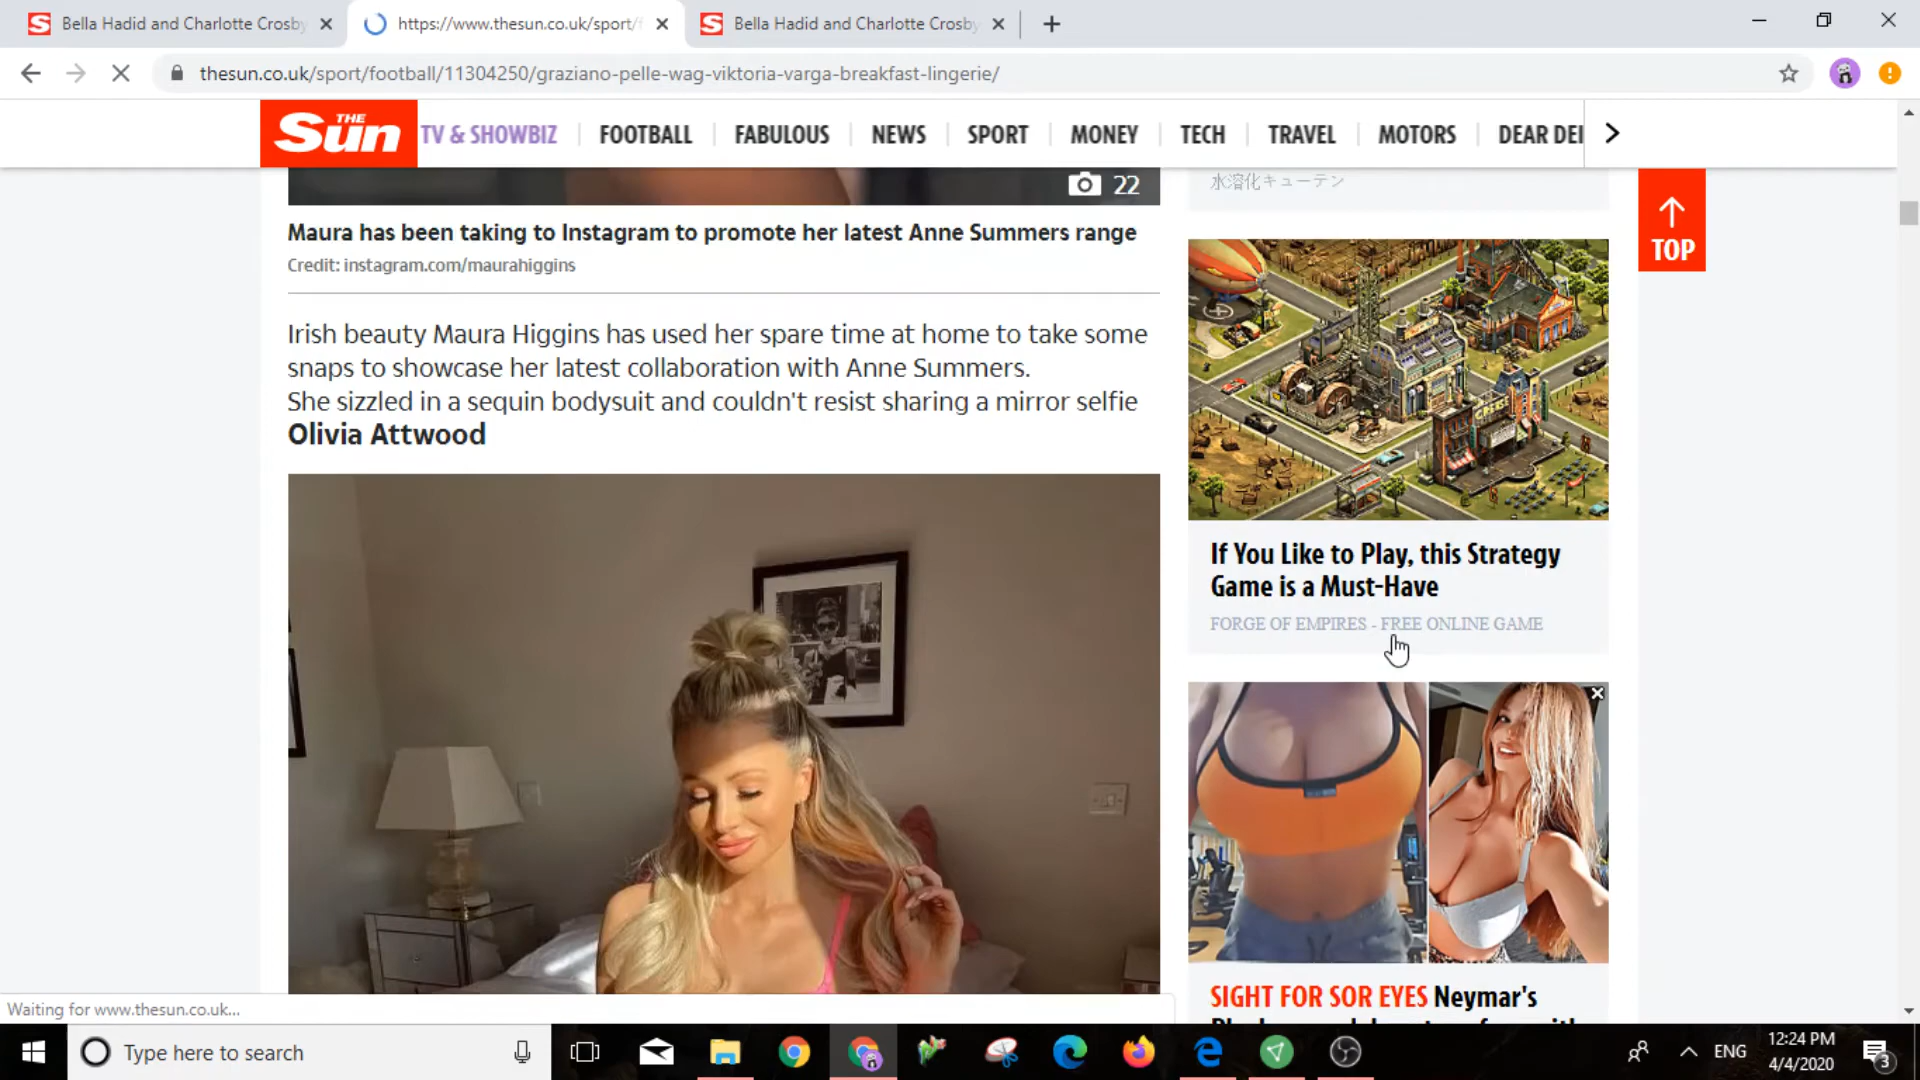 Bella Hadid and Charlotte Crosby
https://www.thesun.co.uk/sport/f
Bella Hadid and Charlotte Crosby
thesun.co.uk/sport/football/11304250/graziano-pelle-wag-viktoria-varga-breakfast-lingerie/
THE Sun
TV & SHOWBIZ FOOTBALL FABULOUS NEWS SPORT MONEY TECH TRAVEL MOTORS DEAR DEI
22
Maura has been taking to Instagram to promote her latest Anne Summers range
Credit: instagram.com/maurahiggins
Irish beauty Maura Higgins has used her spare time at home to take some
snaps to showcase her latest collaboration with Anne Summers.
She sizzled in a sequin bodysuit and couldn't resist sharing a mirror selfie
Olivia Attwood
水溶化キューテン
TOP
If You Like to Play, this Strategy
Game is a Must-Have
FORGE OF EMPIRES - FREE ONLINE GAME
SIGHT FOR SOR EYES Neymar's
Waiting for www.thesun.co.uk...
Type here to search
ENG
12:24 PM
4/4/2020
3